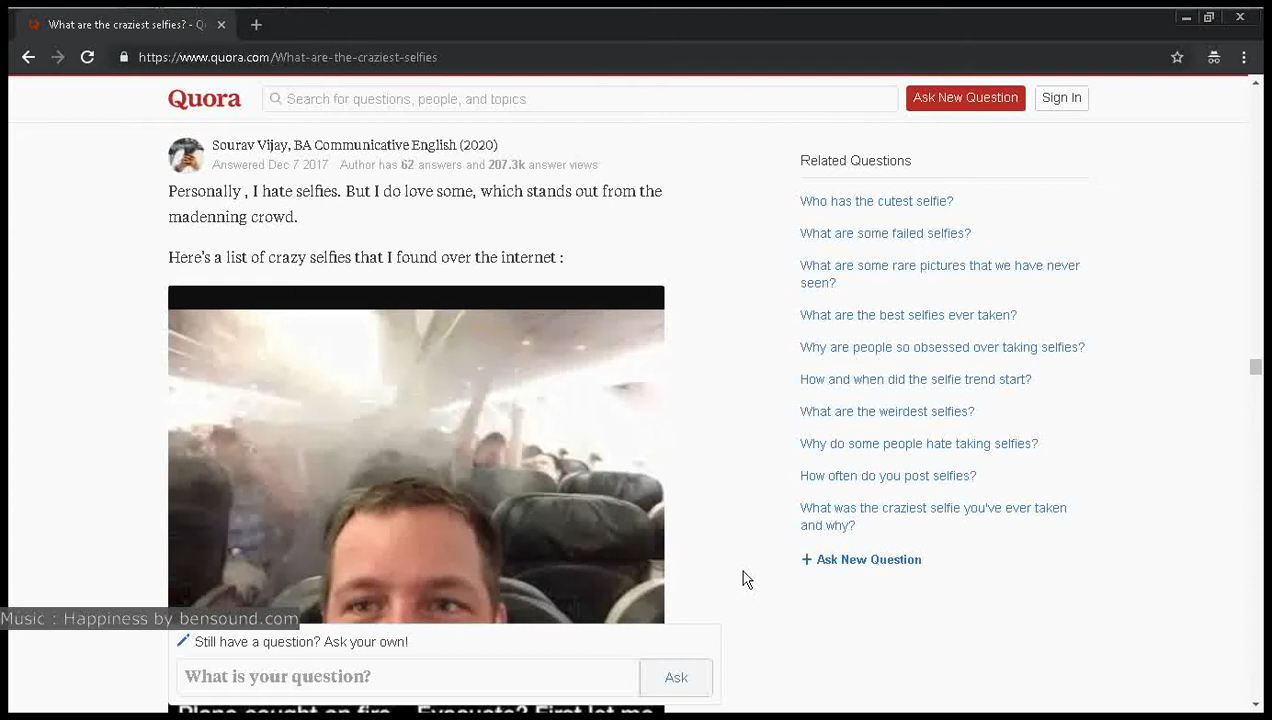 What are the craziest selfies? - Q
https://www.quora.com/What-are-the-craziest-selfies
Quora
Search for questions, people, and topics
Ask New Question
Sign In
Sourav Vijay, BA Communicative English (2020)
Answered Dec 7 2017 Author has 62 answers and 207.3k answer views
Personally , I hate selfies. But I do love some, which stands out from the
madenning crowd.
Here's a list of crazy selfies that I found over the internet :
Related Questions
Who has the cutest selfie?
What are some failed selfies?
What are some rare pictures that we have never
seen?
What are the best selfies ever taken?
Why are people so obsessed over taking selfies?
How and when did the selfie trend start?
What are the weirdest selfies?
Why do some people hate taking selfies?
How often do you post selfies?
What was the craziest selfie you've ever taken
and why?
+ Ask New Question
Music : Happiness by bensound.com
Still have a question? Ask your own!
What is your question?
Ask
Plane caught on fire Evacuate? First let me